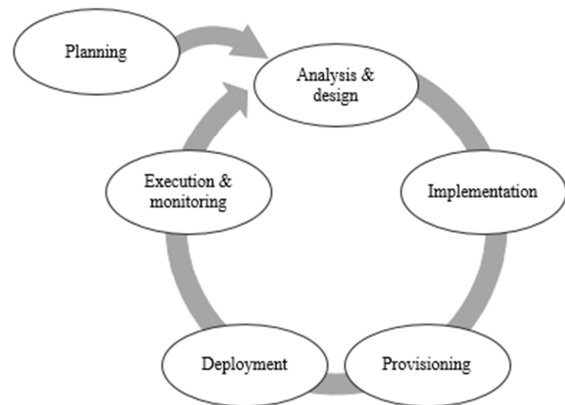 Planning
Analysis &
design
Implementation
Provisioning
Deployment
Execution &
monitoring